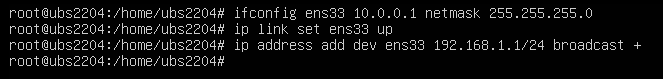 root@ubs2204:/home/ubs2204# ifconfig ens33 10.0.0.1 netmask 255.255.255.0
root@ubs2204:/home/ubs2204# ip link set ens33 up
root@ubs2204:/home/ubs2204# ip address add dev ens33 192.168.1.1/24 broadcast +
root@ubs2204:/home/ubs2204#